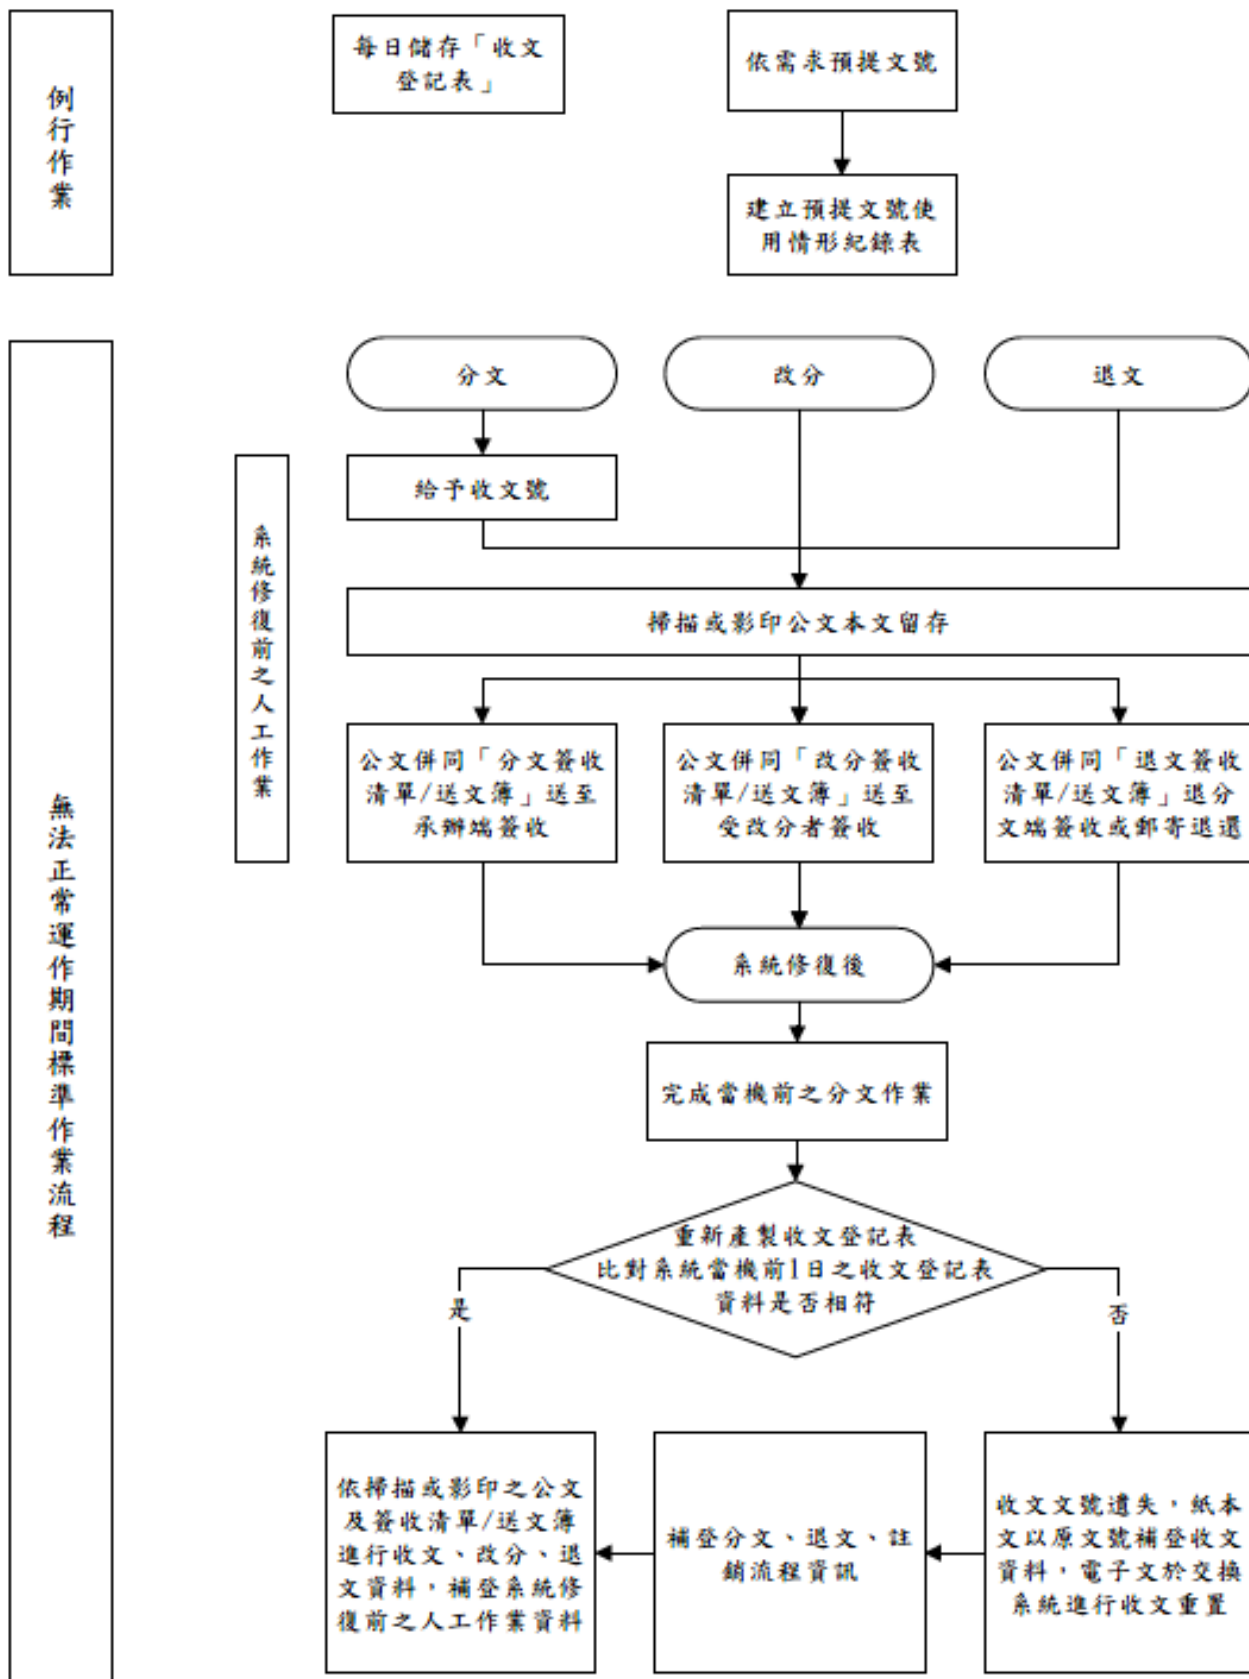 例行作業
每日儲存「收文
登記表」
依需求預提文號
建立預提文號使
用情形紀錄表
無法正常運作期間標準作業流程
系統修復前之人工作業
分文
改分
退文
給予收文號
掃描或影印公文本文留存
公文併同「分文簽收
清單/送文簿」送至
承辦端簽收
公文併同「改分簽收
清單/送文簿」送至
受改分者簽收
公文併同「退文簽收
清單/送文簿」退分
文端簽收或郵寄退還
系統修復後
完成當機前之分文作業
重新產製收文登記表
比對系統當機前1日之收文登記表
資料是否相符
是
否
依掃描或影印之公文
及簽收清單/送文簿
進行收文、改分、退
文資料，補登系統修
復前之人工作業資料
補登分文、退文、註
銷流程資訊
收文文號遺失，紙本
文以原文號補登收文
資料，電子文於交換
系統進行收文重置